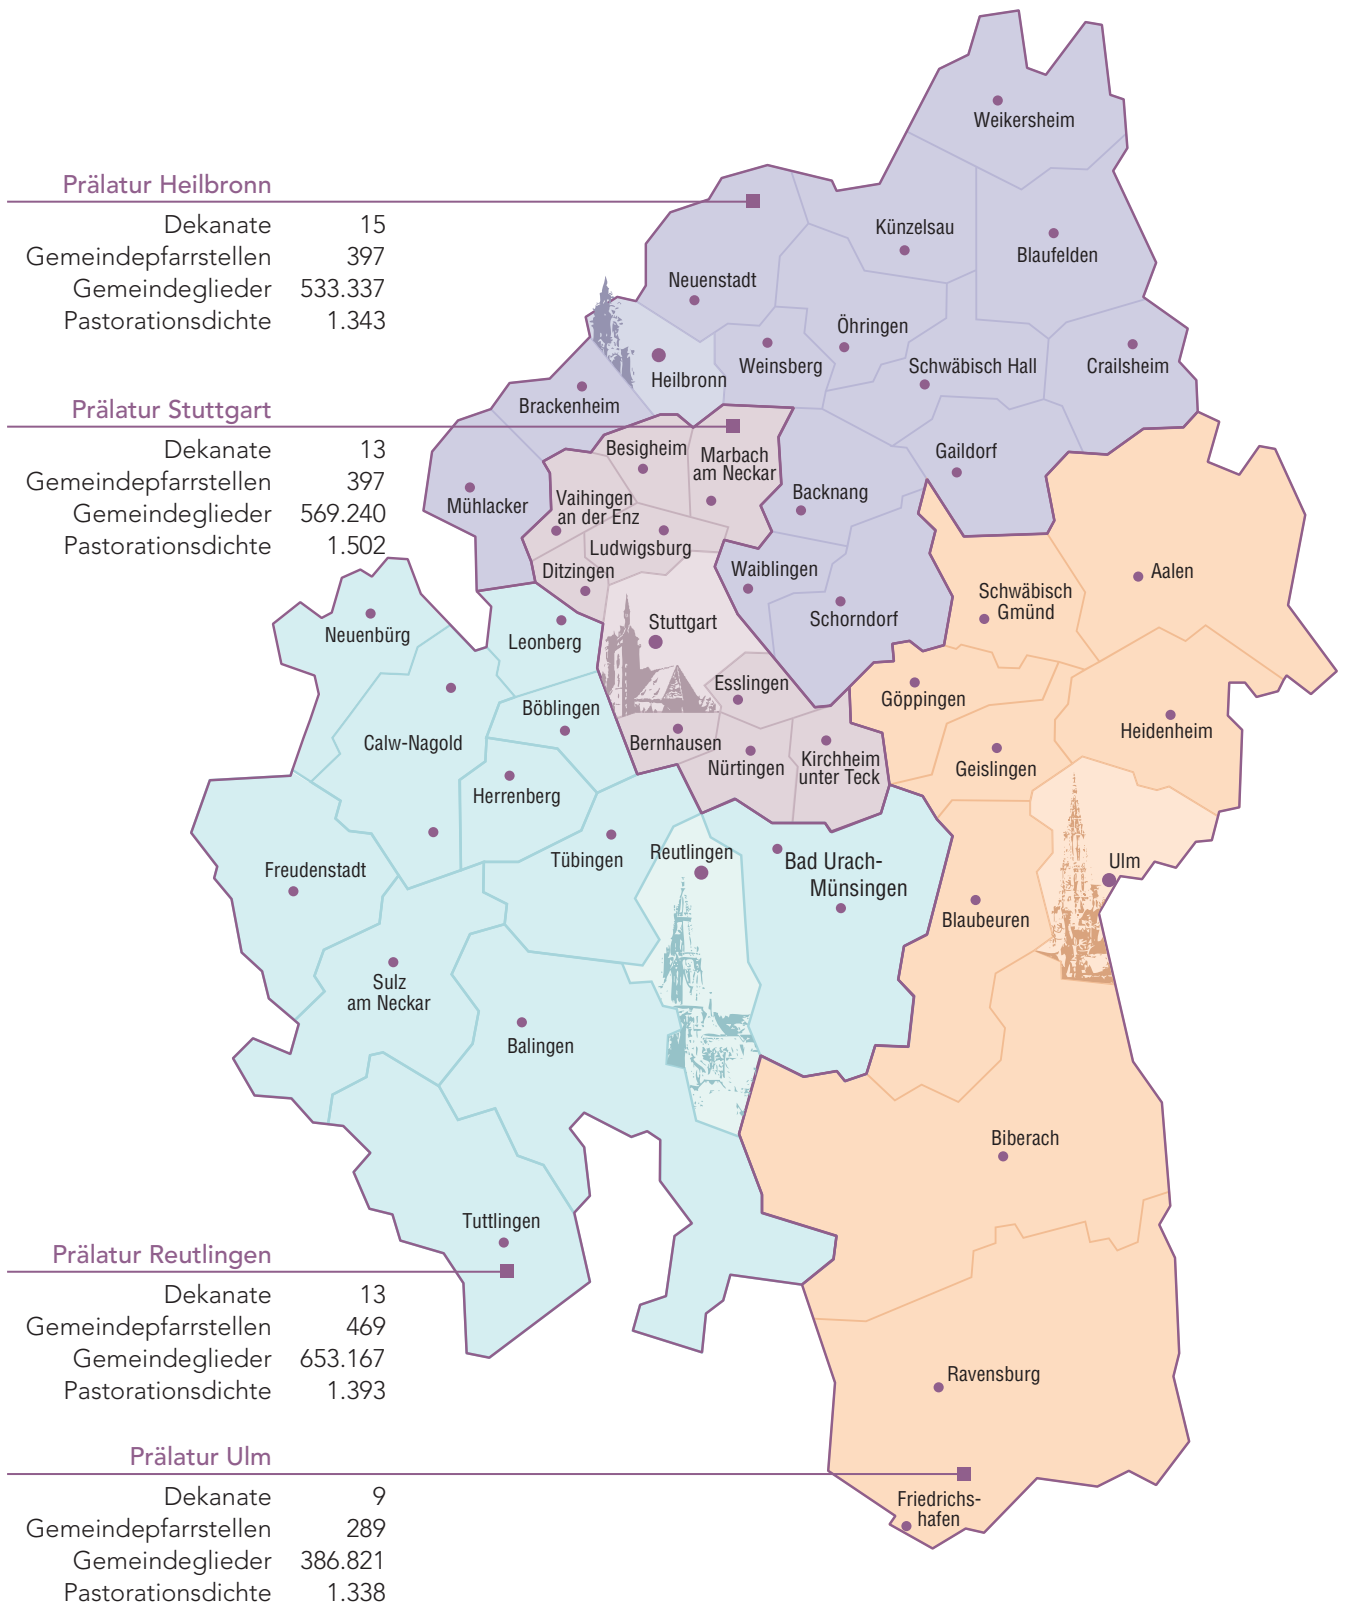 Prälatur Heilbronn
Dekanate 15
Gemeindepfarrstellen 397
Gemeindeglieder 533.337
Pastorationsdichte 1.343
Prälatur Stuttgart
Dekanate 13
Gemeindepfarrstellen 397
Gemeindeglieder 569.240
Pastorationsdichte 1.502
Prälatur Reutlingen
Dekanate 13
Gemeindepfarrstellen 469
Gemeindeglieder 653.167
Pastorationsdichte 1.393
Prälatur Ulm
Dekanate 9
Gemeindepfarrstellen 289
Gemeindeglieder 386.821
Pastorationsdichte 1.338
Weikersheim
Künzelsau
Blaufelden
Neuenstadt
Öhringen
Weinsberg
Schwäbisch Hall
Crailsheim
Heilbronn
Brackenheim
Besigheim
Marbach
am Neckar
Gaildorf
Mühlacker
Vaihingen
an der Enz
Backnang
Ludwigsburg
Ditzingen
Waiblingen
Aalen
Schwäbisch
Gmünd
Schorndorf
Stuttgart
Neuenbürg
Leonberg
Esslingen
Göppingen
Böblingen
Heidenheim
Calw-Nagold
Bernhausen
Nürtingen
Kirchheim
unter Teck
Geislingen
Herrenberg
Tübingen
Reutlingen
Bad Urach-
Münsingen
Ulm
Freudenstadt
Blaubeuren
Sulz
am Neckar
Balingen
Biberach
Tuttlingen
Ravensburg
Friedrichs-
hafen